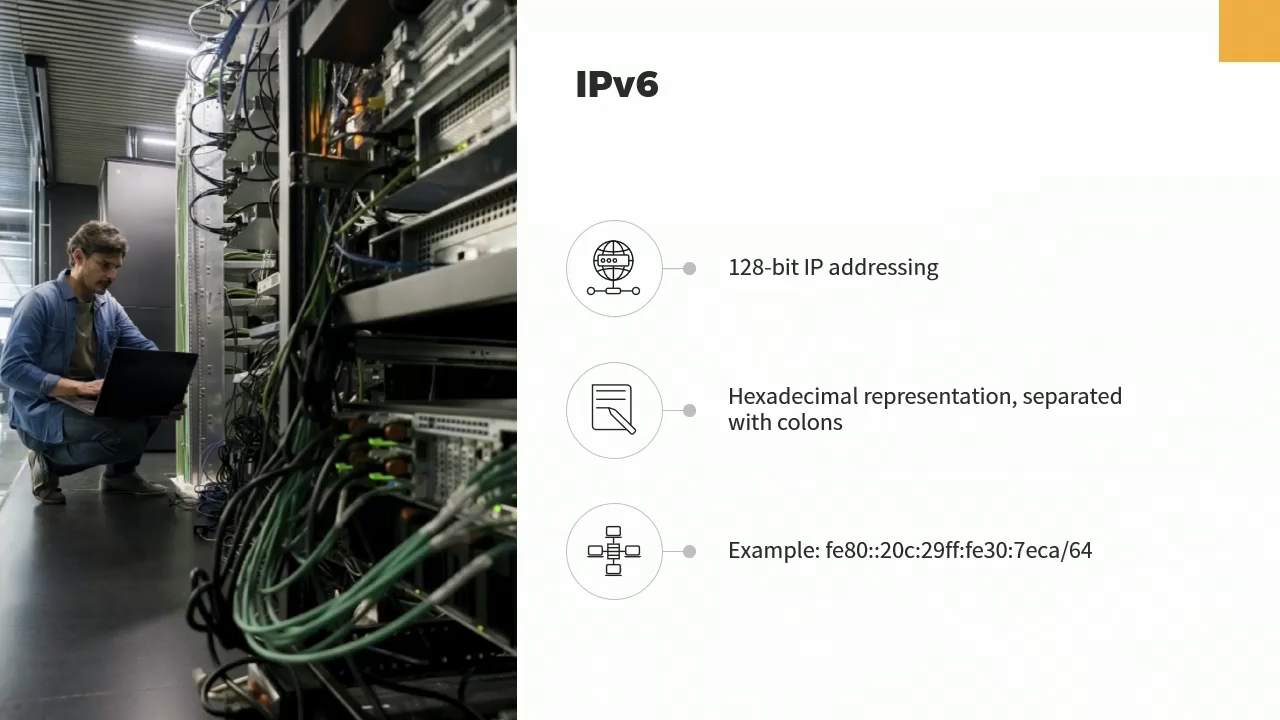 IPv6
128-bit IP addressing
Hexadecimal representation, separated
with colons
Example: fe80::20c:29ff:fe30:7eca/64